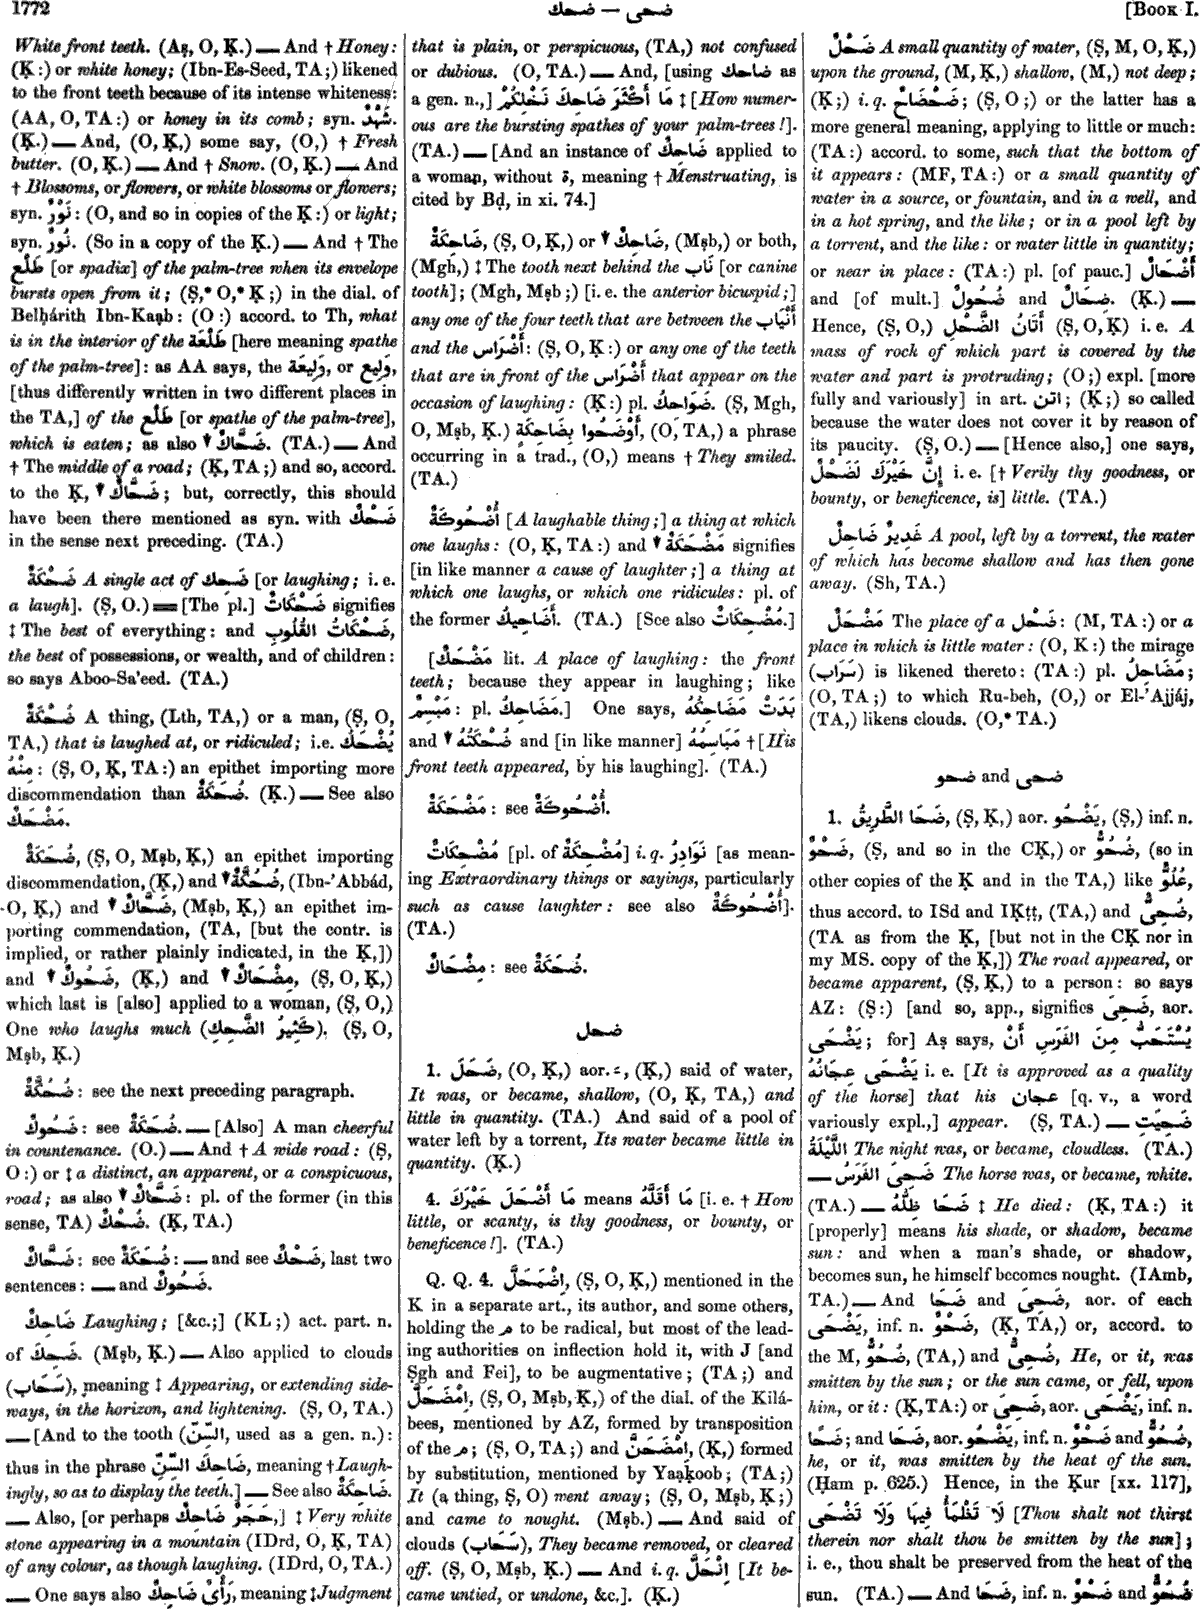 1772
ضحك — ضحى
[BOOK I.
White front teeth. (Aṣ, O, Ḳ.) — And † Honey:
(Ḳ:) or white honey; (Ibn-Es-Seed, TA;) likened
to the front teeth because of its intense whiteness:
(AA, O, TA:) or honey in its comb; syn. شُهْدٌ.
(Ḳ.) — And, (O, Ḳ,) some say, (O,) † Fresh
butter. (O, Ḳ.) — And † Snow. (O, Ḳ.) — And
† Blossoms, or flowers, or white blossoms or flowers;
syn. نَوْرٌ: (O, and so in copies of the Ḳ:) or light;
syn. نُورٌ. (So in a copy of the Ḳ.) — And † The
طَلْع [or spadix] of the palm-tree when its envelope
bursts open from it; (Ṣ,* O,* Ḳ;) in the dial. of
Belḥárith Ibn-Kaạb: (O:) accord. to Th, what
is in the interior of the طَلْعَة [here meaning spathe
of the palm-tree]: as AA says, the وَلِيعَة, or وَلِيع,
[thus differently written in two different places in
the TA,] of the طَلْع [or spathe of the palm-tree],
which is eaten; as also ▼ ضَحَّاكٌ. (TA.) — And
† The middle of a road; (Ḳ, TA;) and so, accord.
to the Ḳ, ▼ ضَحَّاكٌ; but, correctly, this should
have been there mentioned as syn. with ضَحْكٌ
in the sense next preceding. (TA.)
ضَحْكَةٌ A single act of ضَحِك [or laughing; i. e.
a laugh]. (Ṣ, O.) = [The pl.] ضَحْكَاتٌ signifies
‡ The best of everything: and ضَحْكَاتُ القُلُوبِ,
the best of possessions, or wealth, and of children:
so says Aboo-Sa'eed. (TA.)
ضُحْكَةٌ A thing, (Lth, TA,) or a man, (Ṣ, O,
TA,) that is laughed at, or ridiculed; i.e. يُضْحَكُ
مِنْهُ: (Ṣ, O, Ḳ, TA:) an epithet importing more
discommendation than ضُحَكَةٌ. (Ḳ.) — See also
مَضْحَكٌ.
ضُحَكَةٌ, (Ṣ, O, Mṣb, Ḳ,) an epithet importing
discommendation, (Ḳ,) and ▼ ضُحُكَّةٌ, (Ibn-'Abbád,
O, Ḳ,) and ▼ ضَحَّاكٌ, (Mṣb, Ḳ,) an epithet im-
porting commendation, (TA, [but the contr. is
implied, or rather plainly indicated, in the Ḳ,])
and ▼ ضَحُوكٌ, (Ḳ,) and ▼ مِضْحَاكٌ, (Ṣ, O, Ḳ,)
which last is [also] applied to a woman, (Ṣ, O,)
One who laughs much (كَثِيرُ الضَّحِكِ). (Ṣ, O,
Mṣb, Ḳ.)
ضُحُكَّةٌ: see the next preceding paragraph.
ضَحُوكٌ: see ضُحَكَةٌ. — [Also] A man cheerful
in countenance. (O.) — And † A wide road: (Ṣ,
O:) or ‡ a distinct, an apparent, or a conspicuous,
road; as also ▼ ضَحَّاكٌ: pl. of the former (in this
sense, TA) ضُحْكٌ. (Ḳ, TA.)
ضَحَّاكٌ: see ضُحَكَةٌ: — and see ضَحْكٌ, last two
sentences: — and ضَحُوكٌ.
ضَاحِكٌ Laughing; [&c.;] (KL;) act. part. n.
of ضَحِكَ. (Mṣb, Ḳ.) — Also applied to clouds
(سَحَاب), meaning ‡ Appearing, or extending side-
ways, in the horizon, and lightening. (Ṣ, O, TA.)
— [And to the tooth (السِّنّ, used as a gen. n.):
thus in the phrase ضَاحِكَ السِّنِّ, meaning † Laugh-
ingly, so as to display the teeth.] — See also ضَاحِكَةٌ.
— Also, [or perhaps حَجَرٌ ضَاحِكٌ,] ‡ Very white
stone appearing in a mountain (IDrd, O, Ḳ, TA)
of any colour, as though laughing. (IDrd, O, TA.)
— One says also رَأْىٌ ضَاحِكٌ, meaning ‡ Judgment
that is plain, or perspicuous, (TA,) not confused
or dubious. (O, TA.) — And, [using ضاحك as
a gen. n.,] مَا أَكْثَرَ ضَاحِكَ نَخْلِكُمْ ‡ [How numer-
ous are the bursting spathes of your palm-trees!].
(TA.) — [And an instance of ضَاحِكٌ applied to
a woman, without ة, meaning † Menstruating, is
cited by Bḍ, in xi. 74.]
ضَاحِكَةٌ, (Ṣ, O, Ḳ,) or ▼ ضَاحِكٌ, (Mṣb,) or both,
(Mgh,) ‡ The tooth next behind the نَاب [or canine
tooth]; (Mgh, Mṣb;) [i. e. the anterior bicuspid;]
any one of the four teeth that are between the أَنْيَاب
and the أَضْرَاس: (Ṣ, O, Ḳ:) or any one of the teeth
that are in front of the أَضْرَاس that appear on the
occasion of laughing: (Ḳ:) pl. ضَوَاحِكُ. (Ṣ, Mgh,
O, Mṣb, Ḳ.) أَوْضَحُوا بِضَاحِكَةٍ, (O, TA,) a phrase
occurring in a trad., (O,) means † They smiled.
(TA.)
أُضْحُوكَةٌ [A laughable thing;] a thing at which
one laughs: (O, Ḳ, TA:) and ▼ مَضْحَكَةٌ signifies
[in like manner a cause of laughter;] a thing at
which one laughs, or which one ridicules: pl. of
the former أَضَاحِيكُ. (TA.) [See also مُضْحِكَاتٌ.]
[مَضْحَكٌ lit. A place of laughing: the front
teeth; because they appear in laughing; like
مَبْسِمٌ: pl. مَضَاحِكُ.] One says, بَدَتْ مَضَاحِكُهُ
and ▼ ضُحْكَتُهُ and [in like manner] مَبَاسِمُهُ † [His
front teeth appeared, by his laughing]. (TA.)
مَضْحَكَةٌ: see أُضْحُوكَةٌ.
مُضْحِكَاتٌ [pl. of مُضْحِكَةٌ] i. q. نَوَادِرُ [as mean-
ing Extraordinary things or sayings, particularly
such as cause laughter: see also أُضْحُوكَةٌ].
(TA.)
مِضْحَاكٌ: see ضُحَكَةٌ.
ضحل
1. ضَحَلَ, (O, Ḳ,) aor. ـَ, (Ḳ,) said of water,
It was, or became, shallow, (O, Ḳ, TA,) and
little in quantity. (TA.) And said of a pool of
water left by a torrent, Its water became little in
quantity. (Ḳ.)
4. مَا أَضْحَلَ خَيْرَكَ means مَا أَقَلَّهُ [i. e. † How
little, or scanty, is thy goodness, or bounty, or
beneficence!]. (TA.)
Q. Q. 4. اِضْمَحَلَّ, (Ṣ, O, Ḳ,) mentioned in the
Ḳ in a separate art., its author, and some others,
holding the م to be radical, but most of the lead-
ing authorities on inflection hold it, with J [and
Ṣgh and Fei], to be augmentative; (TA;) and
اِمْضَحَلَّ, (Ṣ, O, Mṣb, Ḳ,) of the dial. of the Kilá-
bees, mentioned by AZ, formed by transposition
of the م; (Ṣ, O, TA;) and اِمْضَحَنَّ, (Ḳ,) formed
by substitution, mentioned by Yaạḳoob; (TA;)
It (a thing, Ṣ, O) went away; (Ṣ, O, Mṣb, Ḳ;)
and came to nought. (Mṣb.) — And said of
clouds (سَحَاب), They became removed, or cleared
off. (Ṣ, O, Mṣb, Ḳ.) — And i. q. اِنْحَلَّ [It be-
came untied, or undone, &c.]. (Ḳ.)
ضَحْلٌ A small quantity of water, (Ṣ, M, O, Ḳ,)
upon the ground, (M, Ḳ,) shallow, (M,) not deep;
(Ḳ;) i. q. ضَحْضَاحٌ; (Ṣ, O;) or the latter has a
more general meaning, applying to little or much:
(TA:) accord. to some, such that the bottom of
it appears: (MF, TA:) or a small quantity of
water in a source, or fountain, and in a well, and
in a hot spring, and the like; or in a pool left by
a torrent, and the like: or water little in quantity;
or near in place: (TA:) pl. [of pauc.] أَضْحَالٌ
and [of mult.] ضُحُولٌ and ضِحَالٌ. (Ḳ.) —
Hence, (Ṣ, O,) أَتَانُ الضَّحْلِ (Ṣ, O, Ḳ) i. e. A
mass of rock of which part is covered by the
water and part is protruding; (O;) expl. [more
fully and variously] in art. اتن; (Ḳ;) so called
because the water does not cover it by reason of
its paucity. (Ṣ, O.) — [Hence also,] one says,
إِنَّ خَيْرَكَ لَضَحْلٌ i. e. [† Verily thy goodness, or
bounty, or beneficence, is] little. (TA.)
غَدِيرٌ ضَاحِلٌ A pool, left by a torrent, the water
of which has become shallow and has then gone
away. (Sh, TA.)
مَضْحَلٌ The place of a ضَحْل: (M, TA:) or a
place in which is little water: (O, Ḳ:) the mirage
(سَرَاب) is likened thereto: (TA:) pl. مَضَاحِلُ;
(O, TA;) to which Ru-beh, (O,) or El-'Ajjáj,
(TA,) likens clouds. (O,* TA.)
ضحو and ضحى
1. ضَحَا الطَّرِيقُ, (Ṣ, Ḳ,) aor. يَضْحُو, (Ṣ,) inf. n.
ضَحْوٌ, (Ṣ, and so in the CḲ,) or ضُحُوٌّ, (so in
other copies of the Ḳ and in the TA,) like عُلُوٌّ,
thus accord. to ISd and IḲṭṭ, (TA,) and ضُحِىٌّ,
(TA as from the Ḳ, [but not in the CḲ nor in
my MS. copy of the Ḳ,]) The road appeared, or
became apparent, (Ṣ, Ḳ,) to a person: so says
AZ: (Ṣ:) [and so, app., signifies ضَحِىَ, aor.
يَضْحَى; for] Aṣ says, يُسْتَحَبُّ مِنَ الفَرَسِ أَنْ
يَضْحَى عِجَانُهُ i. e. [It is approved as a quality
of the horse] that his عجان [q. v., a word
variously expl.,] appear. (Ṣ, TA.) — ضَحِيَتِ
اللَّيْلَةُ The night was, or became, cloudless. (TA.)
— ضَحِىَ الفَرَسُ The horse was, or became, white.
(TA.) — ضَحَا ظِلُّهُ ‡ He died: (Ḳ, TA:) it
[properly] means his shade, or shadow, became
sun: and when a man's shade, or shadow,
becomes sun, he himself becomes nought. (IAmb,
TA.) — And ضَحَا and ضَحِىَ, aor. of each
يَضْحَى, inf. n. ضَحْوٌ, (Ḳ, TA,) or, accord. to
the M, ضُحُوٌّ, (TA,) and ضُحِىٌّ, He, or it, was
smitten by the sun; or the sun came, or fell, upon
him, or it: (Ḳ, TA:) or ضَحِىَ, aor. يَضْحَى, inf. n.
ضَحًا; and ضَحَا, aor. يَضْحُو, inf. n. ضَحْوٌ and ضُحُوٌّ,
he, or it, was smitten by the heat of the sun.
(Ḥam p. 625.) Hence, in the Ḳur [xx. 117],
لَا تَظْمَأُ فِيهَا وَلَا تَضْحَى [Thou shalt not thirst
therein nor shalt thou be smitten by the sun];
i. e., thou shalt be preserved from the heat of the
sun. (TA.) — And ضَحَا, inf. n. ضَحْوٌ and ضُحُوٌّ